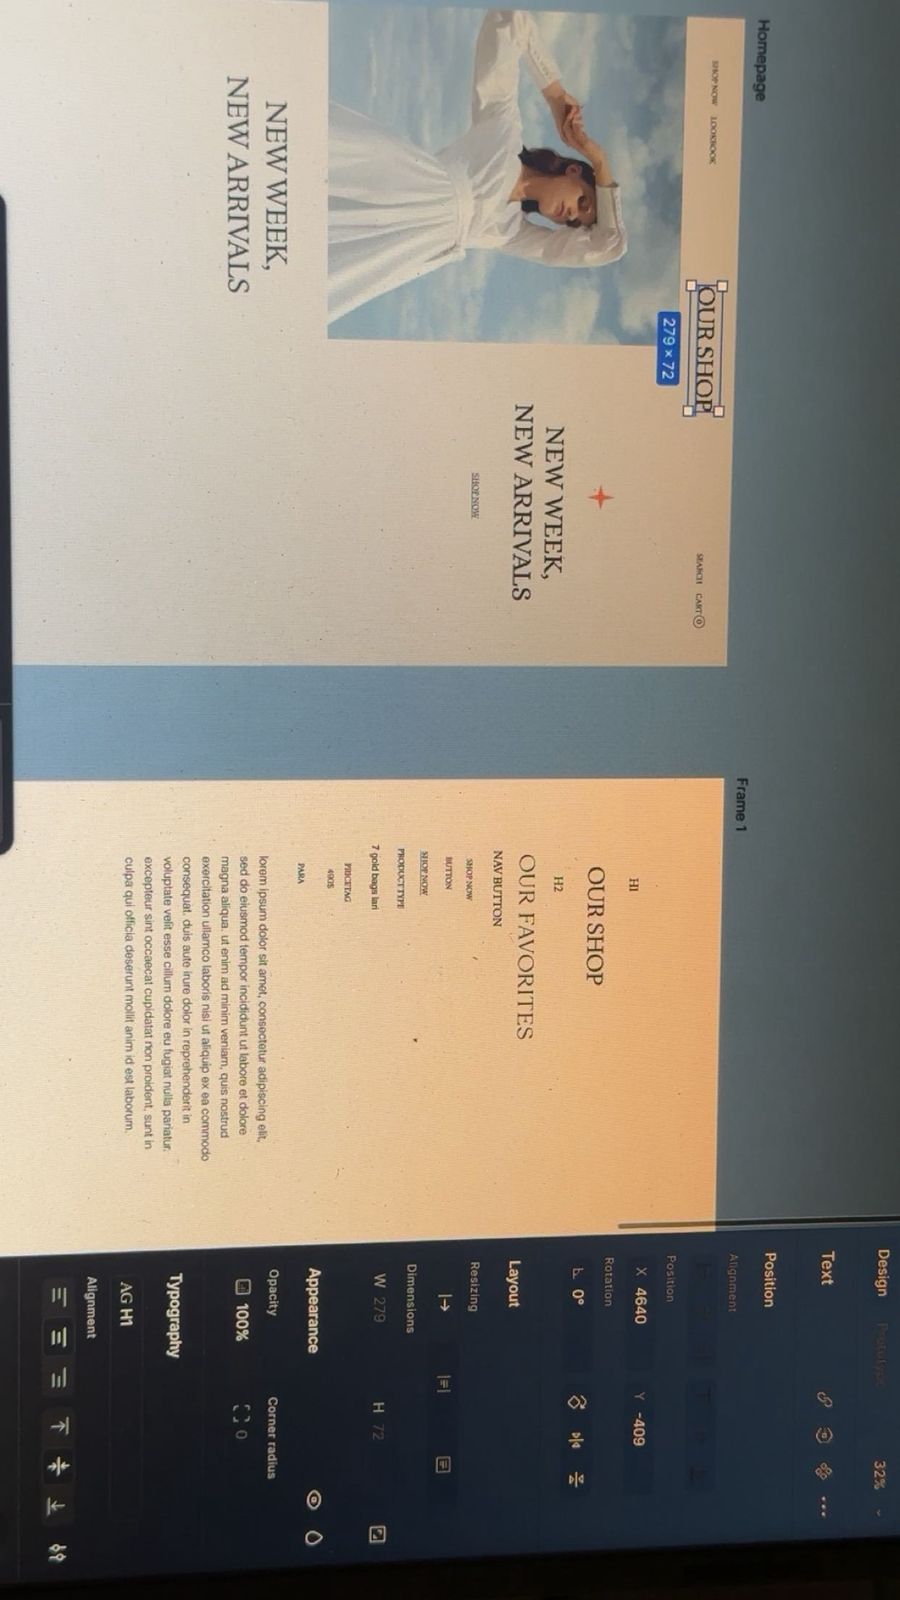 Homepage
SHOP NOW LOOKBOOK
OUR SHOP
SEARCH CART 0
279 × 72
NEW WEEK,
NEW ARRIVALS
SHOP NOW
NEW WEEK,
NEW ARRIVALS
Frame 1
H1
OUR SHOP
H2
OUR FAVORITES
NAV BUTTON
SHOP NOW
BUTTON
SHOP NOW
PRODUCT TYPE
7 gold bags lari
PRICETAG
490$
PARA
lorem ipsum dolor sit amet, consectetur adipiscing elit,
sed do eiusmod tempor incididunt ut labore et dolore
magna aliqua. ut enim ad minim veniam, quis nostrud
exercitation ullamco laboris nisi ut aliquip ex ea commodo
consequat. duis aute irure dolor in reprehenderit in
voluptate velit esse cillum dolore eu fugiat nulla pariatur.
excepteur sint occaecat cupidatat non proident, sunt in
culpa qui officia deserunt mollit anim id est laborum.
Design Prototype 32%
Text
Position
Alignment
Position
X 4640 Y -409
Rotation
0°
Layout
Resizing
Dimensions
W 279 H 72
Appearance
Opacity Corner radius
100% 0
Typography
AG H1
Alignment